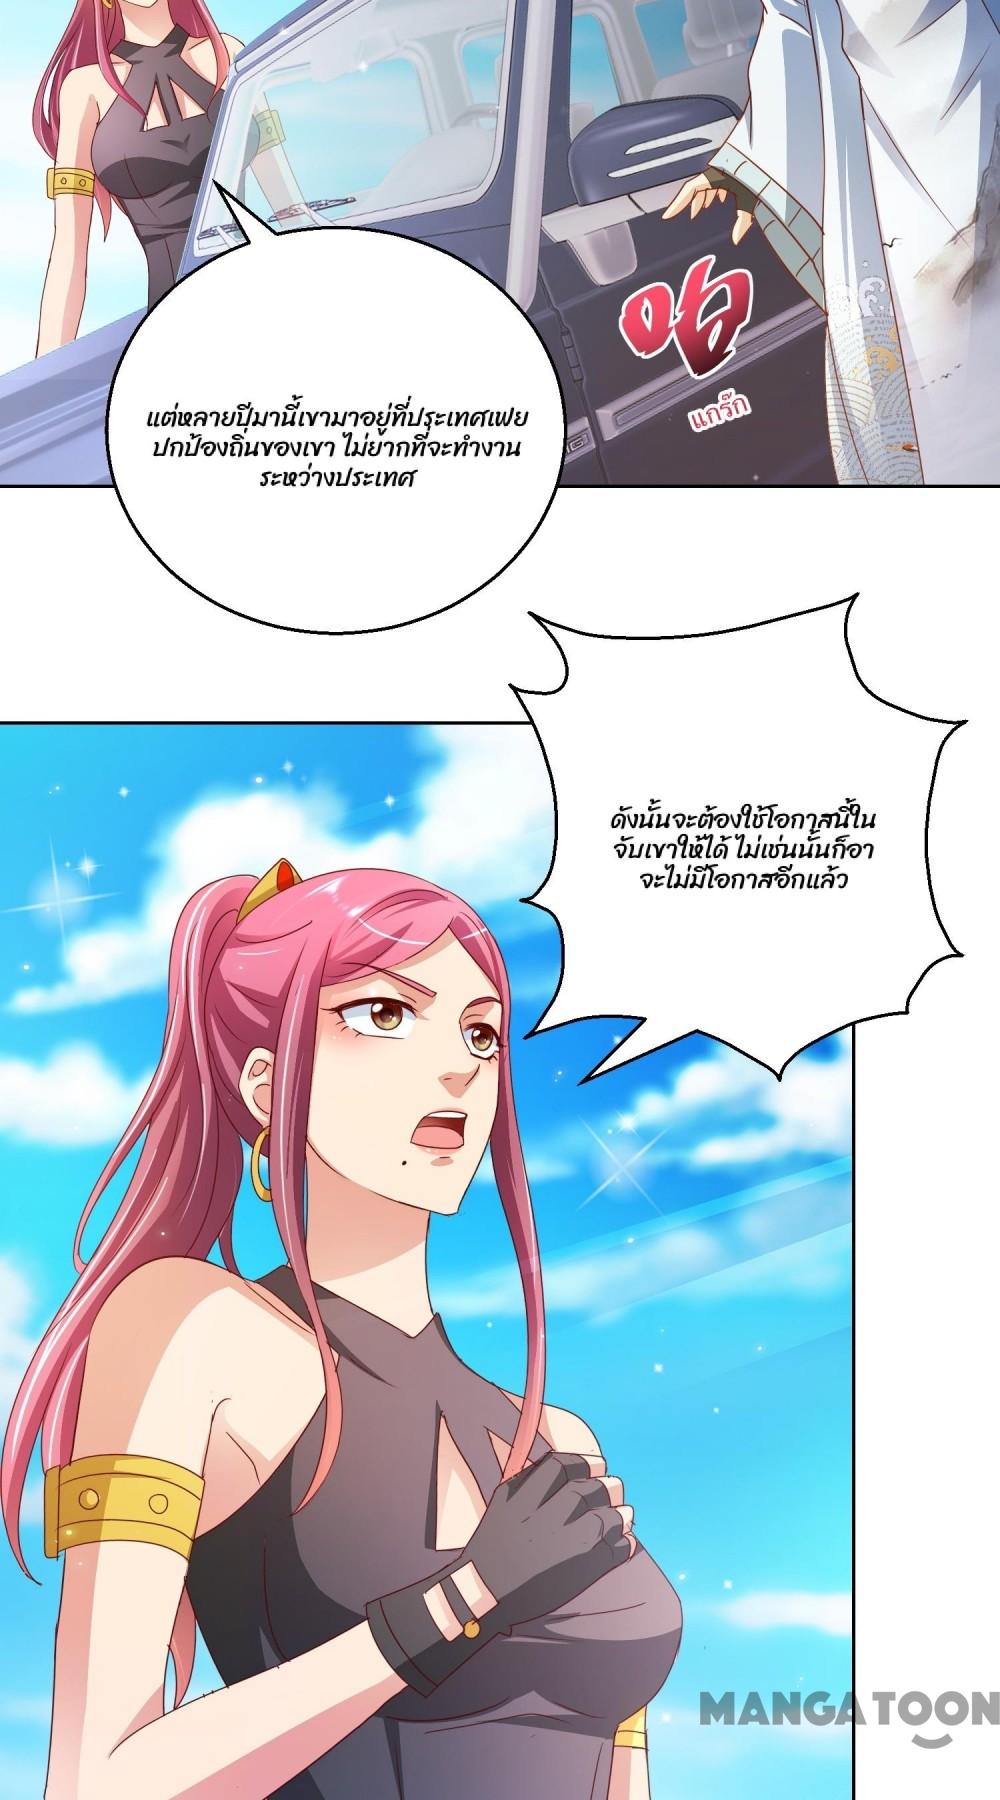 แต่หลายปีมานี้เขามาอยู่ที่ประเทศเฟย
ปกป้องถิ่นของเขา ไม่ยากที่จะทำงาน
ระหว่างประเทศ
แกร๊ก
ดังนั้นจะต้องใช้โอกาสนี้ใน
จับเขาให้ได้ ไม่เช่นนั้นก็อา
จะไม่มีโอกาสอีกแล้ว
MANGATOON